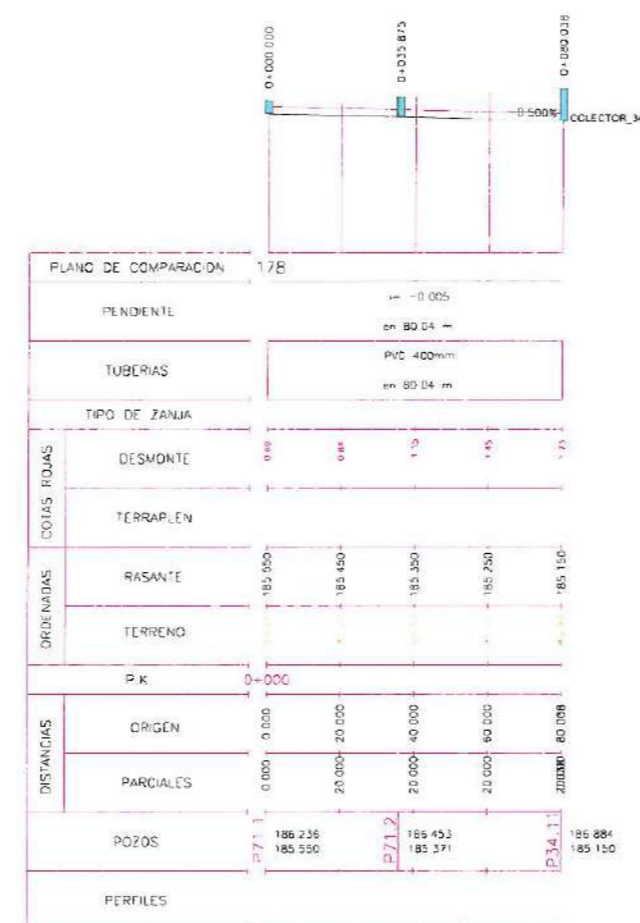 0+000 000
0+035 875
0+080 038
0 500%
COLECTOR_34
PLANO DE COMPARACION 178
PENDIENTE
-0.005
en 80 04 m
TUBERIAS
PVC 400mm
en 80 04 m
TIPO DE ZANJA
COTAS ROJAS
DESMONTE
1 15
1 45
TERRAPLEN
ORDENADAS
RASANTE
185 550
185 450
185 350
185 250
185 150
TERRENO
P.K.
0+000
DISTANCIAS
ORIGEN
0 000
20 000
40 000
60 000
PARCIALES
0 000
20 000
20 000
20 000
POZOS
P71.1
186 236
185 550
P71.2
186 453
185 371
P34.11
186 884
185 150
PERFILES